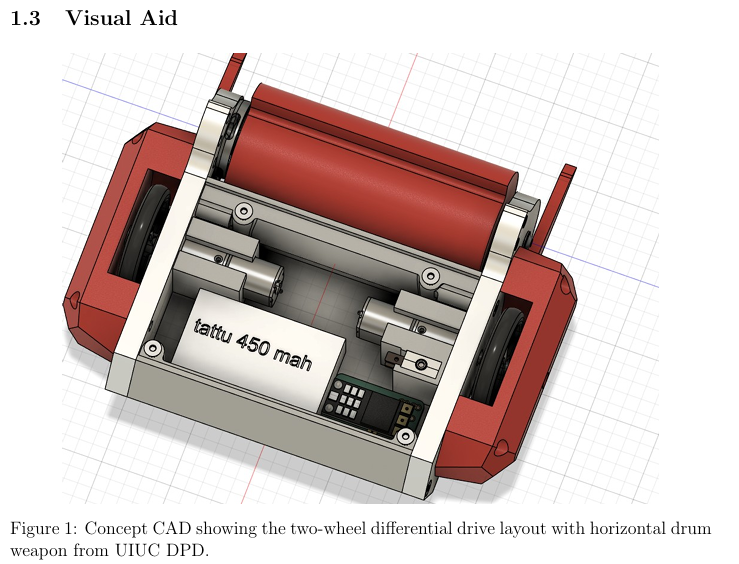 1.3 Visual Aid
tattu 450 mah
Figure 1: Concept CAD showing the two-wheel differential drive layout with horizontal drum
weapon from UIUC DPD.